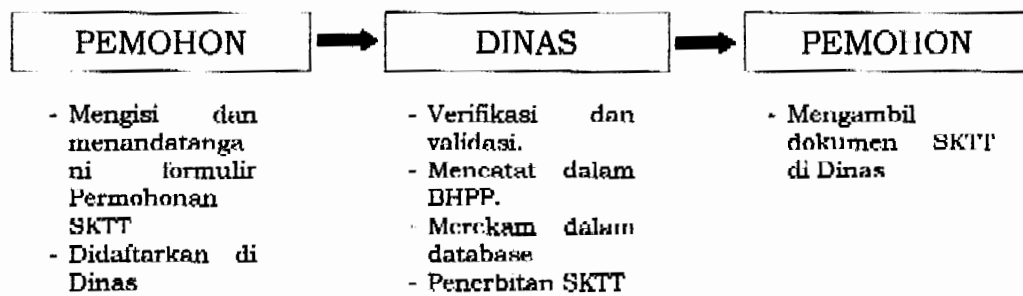 PEMOHON
DINAS
PEMOHON
- Mengisi dan
menandatanga
ni formulir
Permohonan
SKTT
- Didaftarkan di
Dinas
- Verifikasi dan
validasi.
- Mencatat dalam
BHPP.
- Merekam dalam
database
- Penerbitan SKTT
- Mengambil
dokumen SKTT
di Dinas